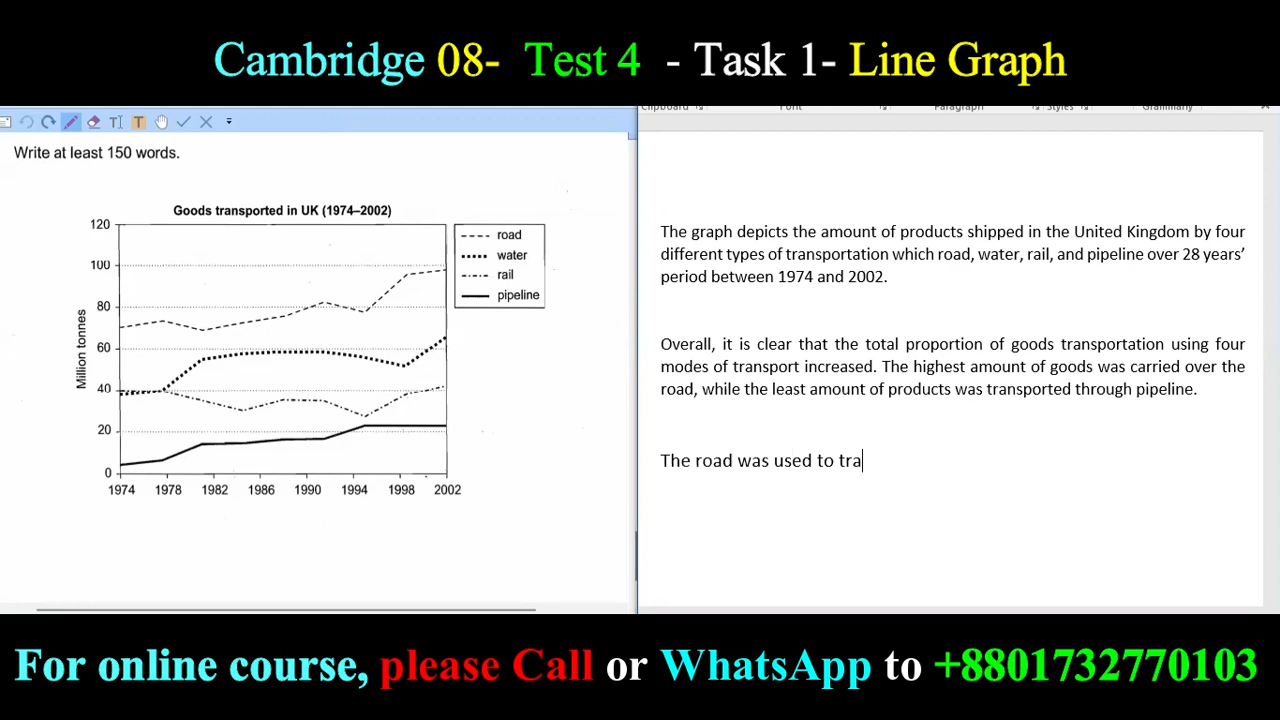 Cambridge 08- Test 4 - Task 1- Line Graph
Clipboard Font Paragraph Styles Grammarly
Write at least 150 words.
Goods transported in UK (1974–2002)
120
100
80
60
40
20
0
Million tonnes
1974 1978 1982 1986 1990 1994 1998 2002
road
water
rail
pipeline
The graph depicts the amount of products shipped in the United Kingdom by four
different types of transportation which road, water, rail, and pipeline over 28 years’
period between 1974 and 2002.
Overall, it is clear that the total proportion of goods transportation using four
modes of transport increased. The highest amount of goods was carried over the
road, while the least amount of products was transported through pipeline.
The road was used to tra
For online course, please Call or WhatsApp to +8801732770103